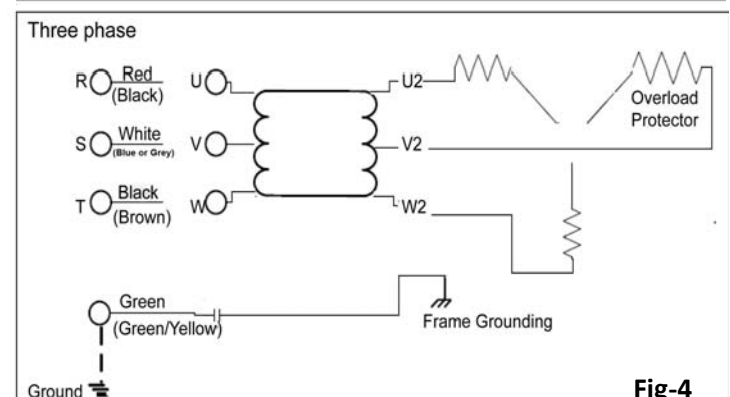 Three phase
R Red U U2
(Black)
Overload
Protector
S White V V2
(Blue or Grey)
T Black W W2
(Brown)
Green
(Green/Yellow)
Frame Grounding
Ground
Fig-4